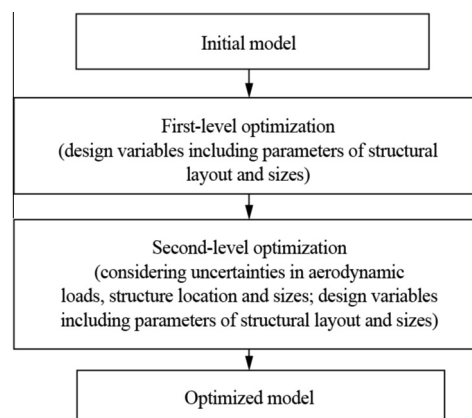 Initial model
First-level optimization
(design variables including parameters of structural
layout and sizes)
Second-level optimization
(considering uncertainties in aerodynamic
loads, structure location and sizes; design variables
including parameters of structural layout and sizes)
Optimized model